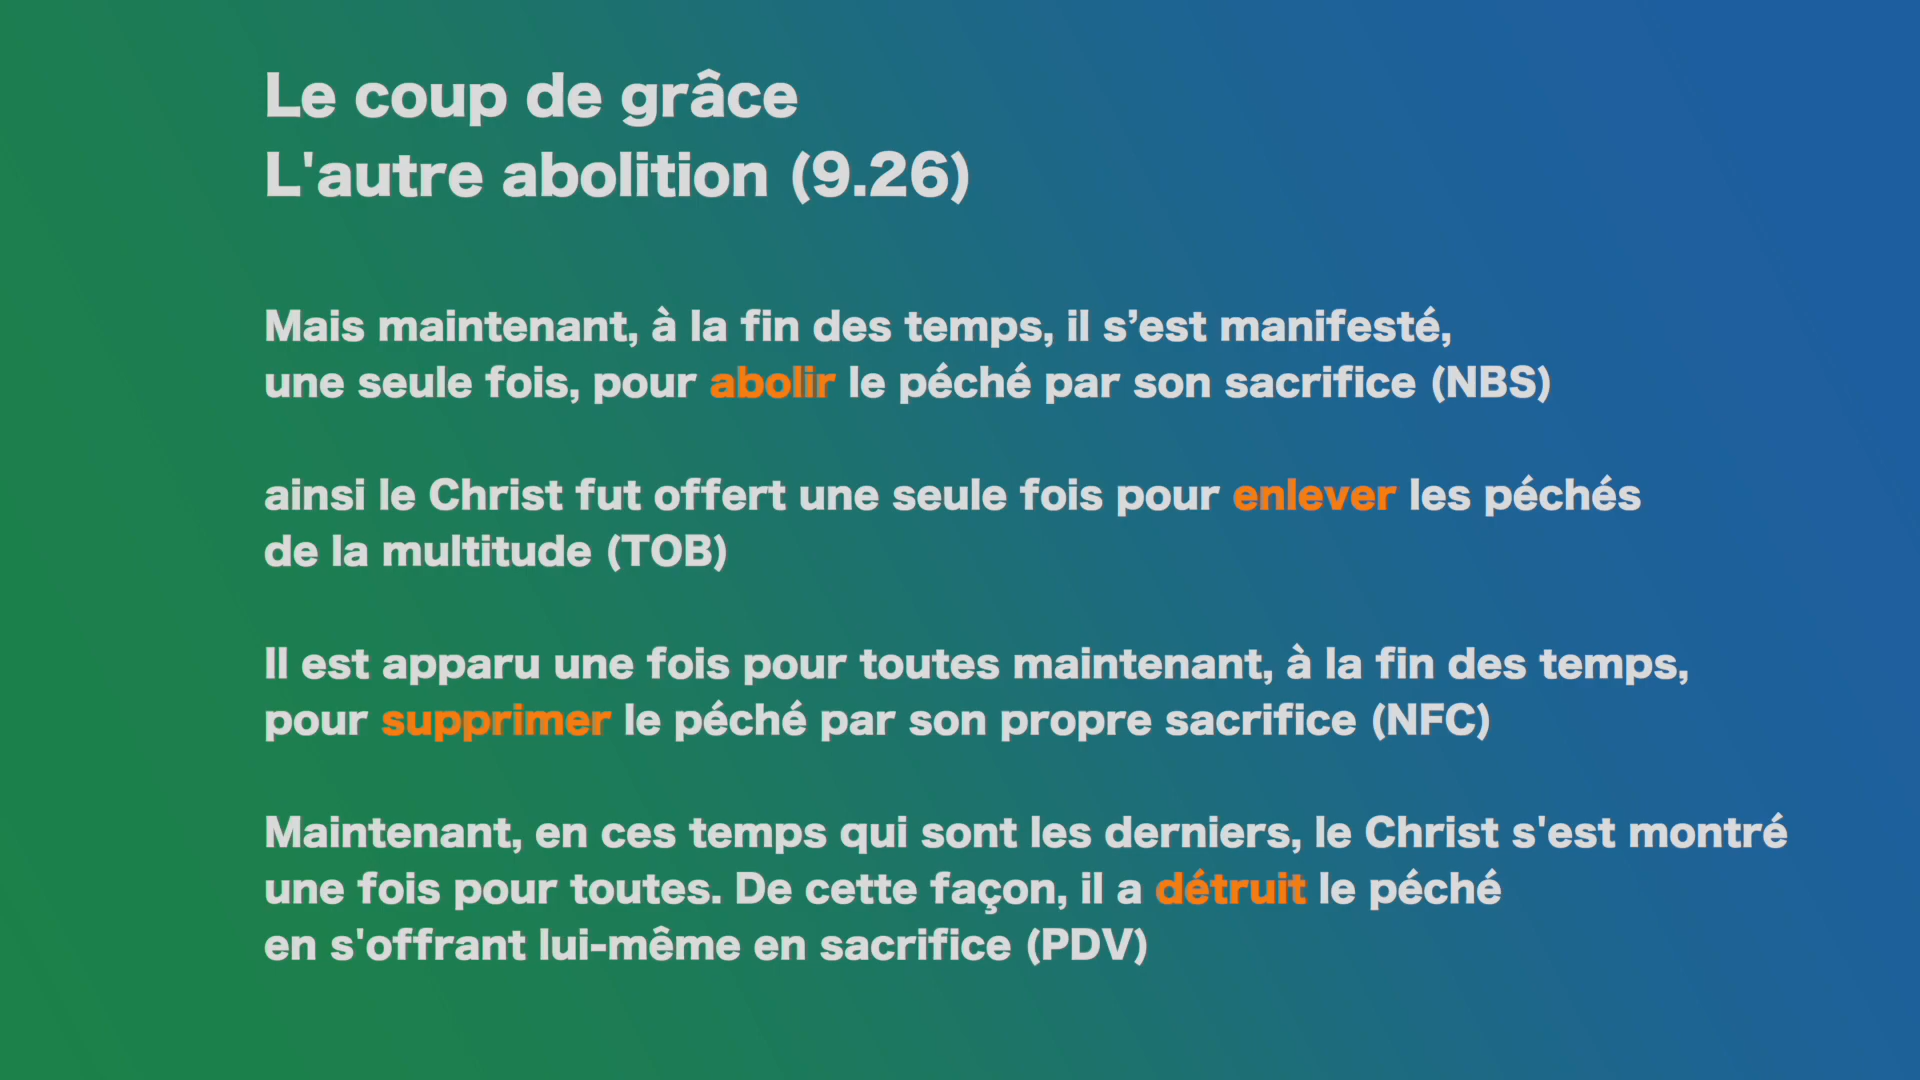 Le coup de grâce
L'autre abolition (9.26)
Mais maintenant, à la fin des temps, il s’est manifesté,
une seule fois, pour abolir le péché par son sacrifice (NBS)
ainsi le Christ fut offert une seule fois pour enlever les péchés
de la multitude (TOB)
Il est apparu une fois pour toutes maintenant, à la fin des temps,
pour supprimer le péché par son propre sacrifice (NFC)
Maintenant, en ces temps qui sont les derniers, le Christ s'est montré
une fois pour toutes. De cette façon, il a détruit le péché
en s'offrant lui-même en sacrifice (PDV)